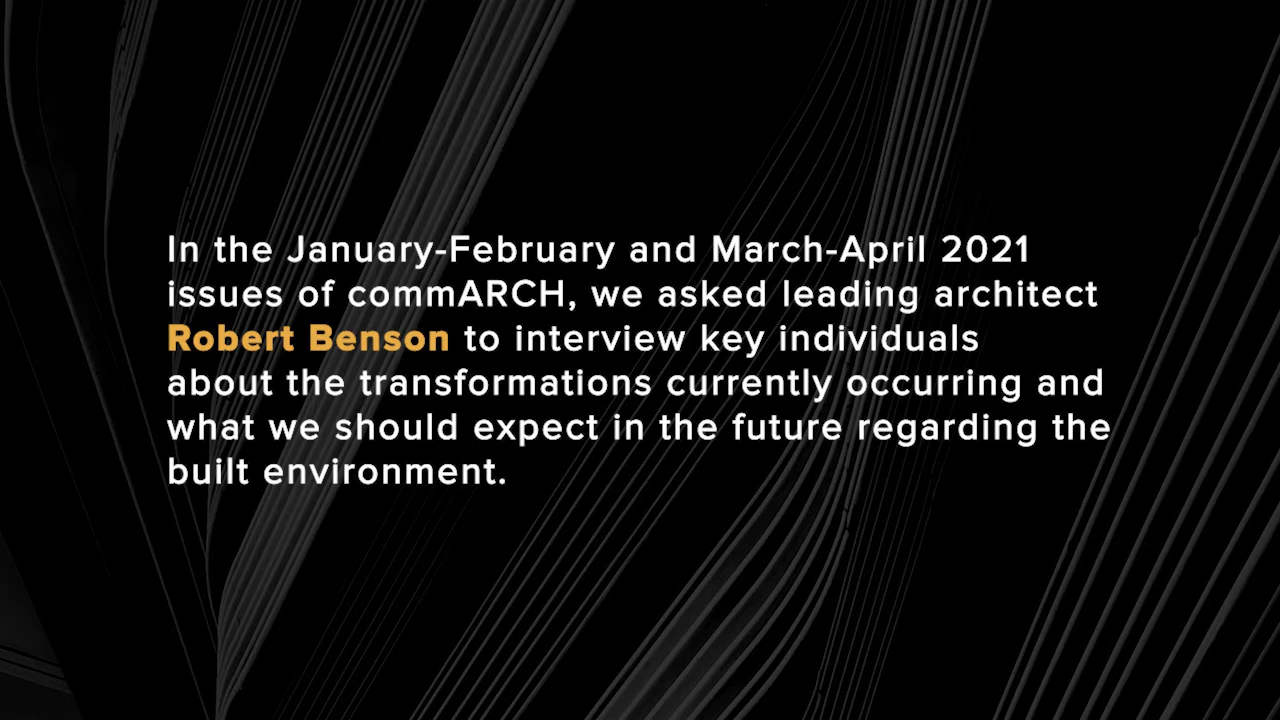 In the January-February and March-April 2021
issues of commARCH, we asked leading architect
Robert Benson to interview key individuals
about the transformations currently occurring and
what we should expect in the future regarding the
built environment.